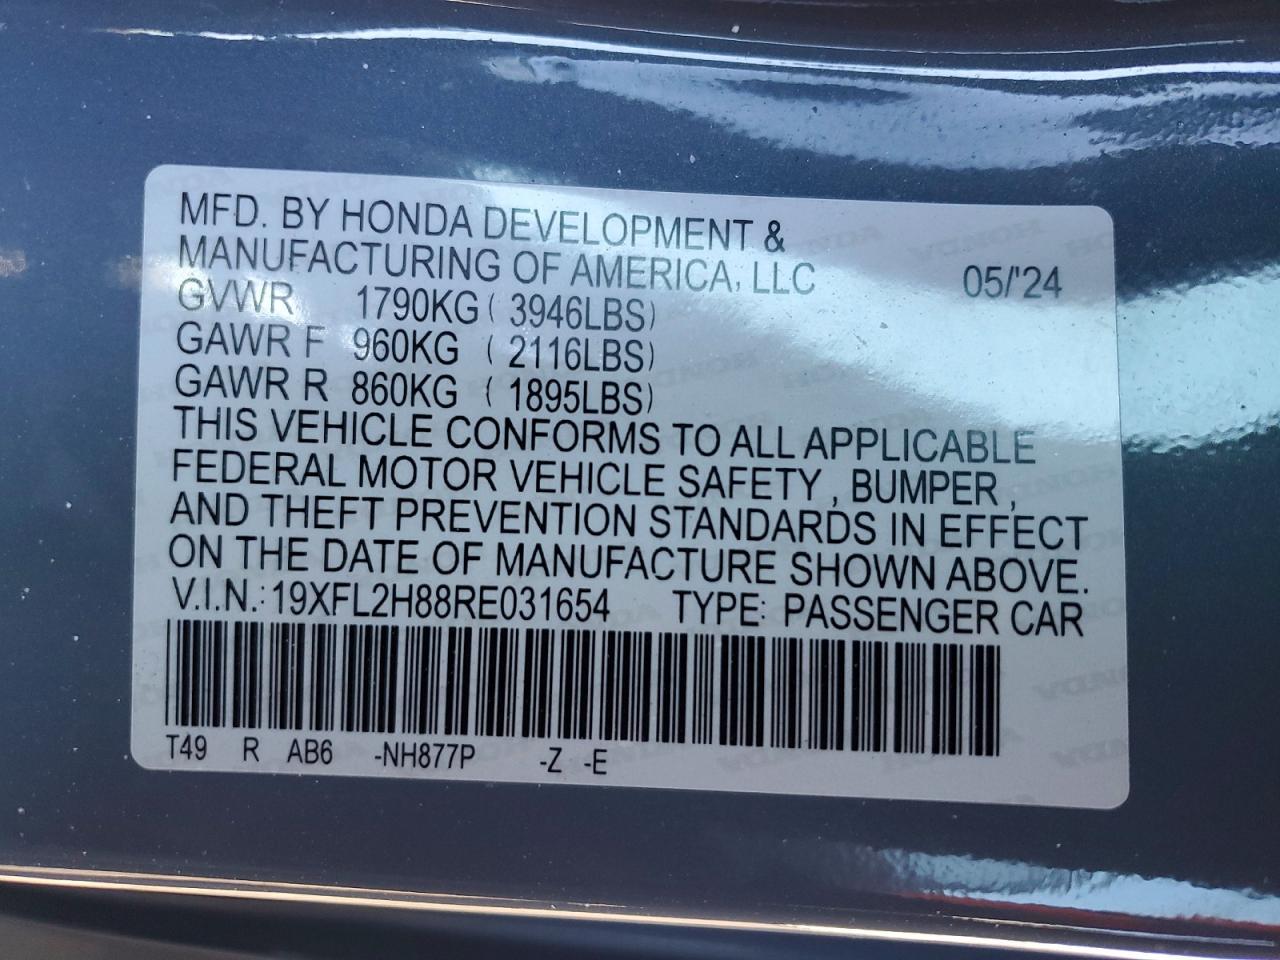 MFD. BY HONDA DEVELOPMENT &
MANUFACTURING OF AMERICA, LLC 05/'24
GVWR 1790KG ( 3946LBS)
GAWR F 960KG ( 2116LBS)
GAWR R 860KG ( 1895LBS)
THIS VEHICLE CONFORMS TO ALL APPLICABLE
FEDERAL MOTOR VEHICLE SAFETY , BUMPER ,
AND THEFT PREVENTION STANDARDS IN EFFECT
ON THE DATE OF MANUFACTURE SHOWN ABOVE.
V.I.N.: 19XFL2H88RE031654 TYPE: PASSENGER CAR
T49 R AB6 -NH877P -Z -E